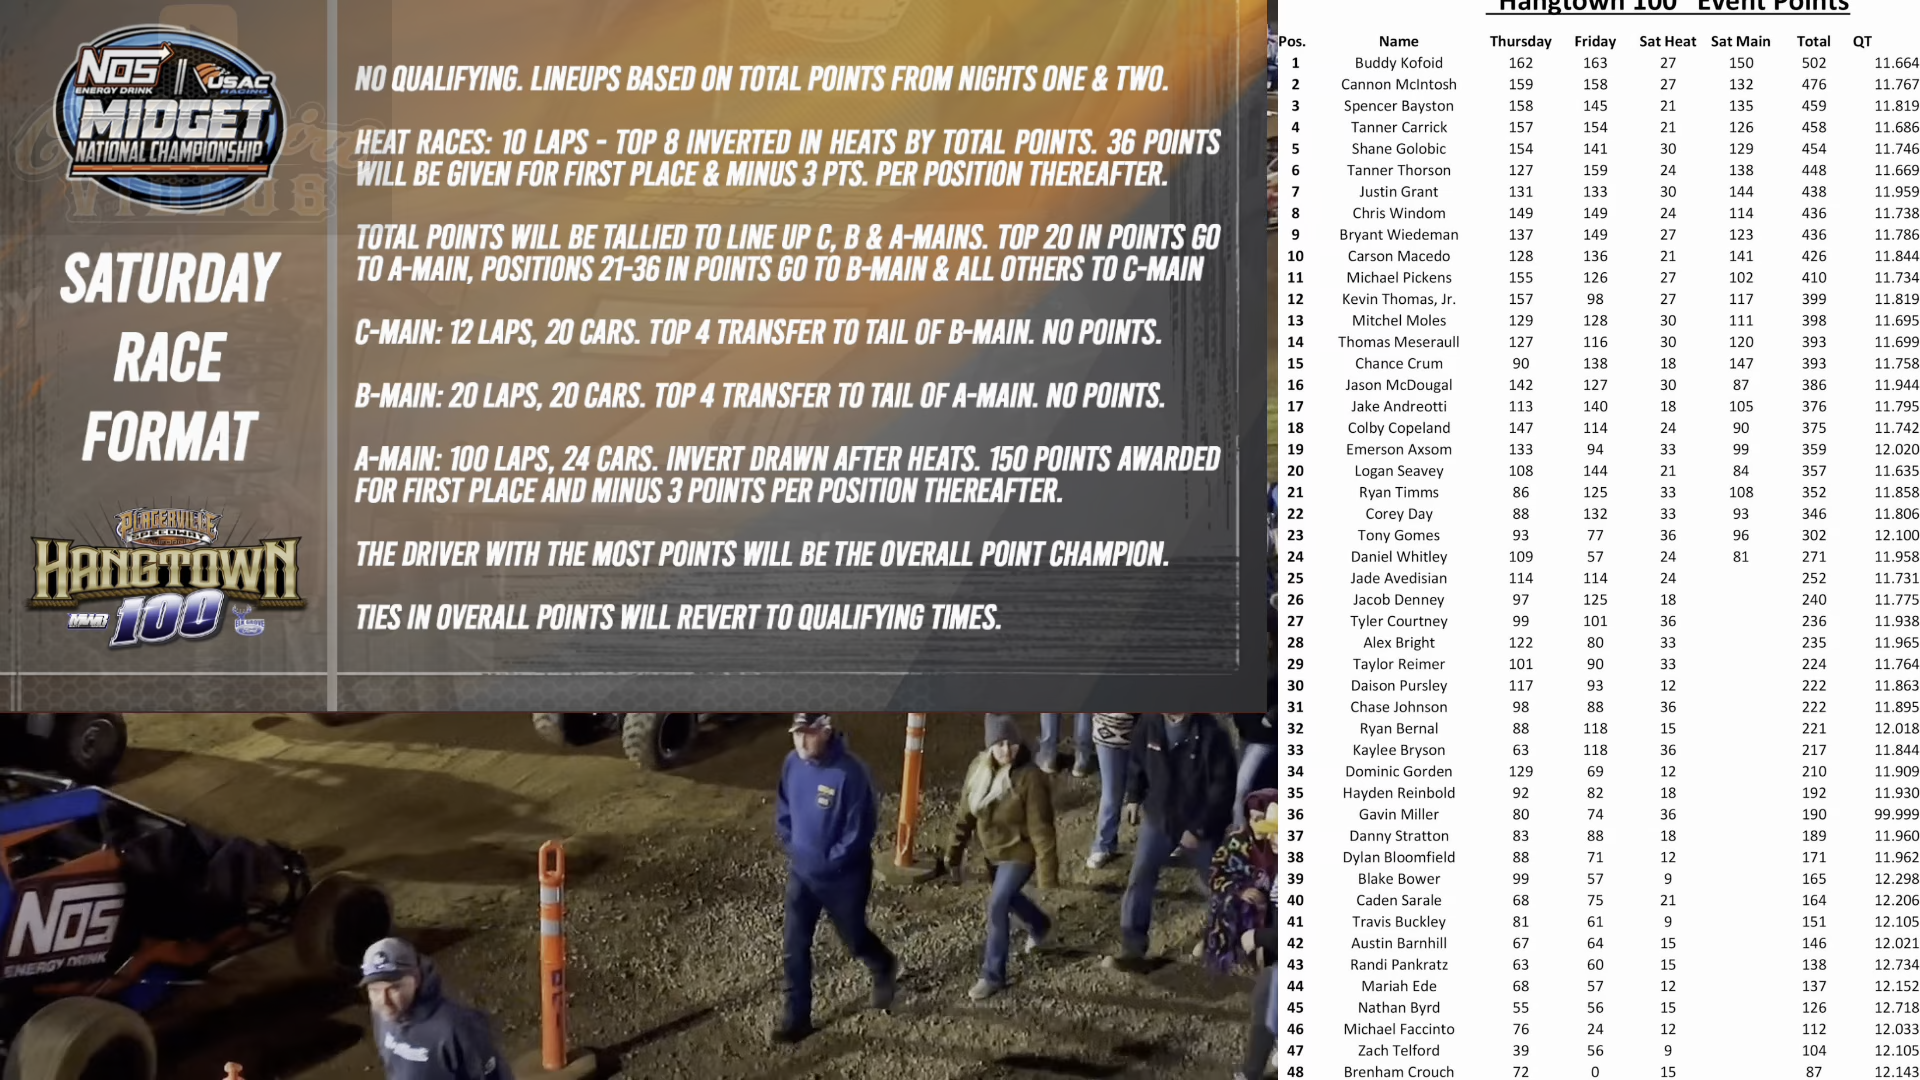 NOS
ENERGY DRINK
USAC
RACING
MIDGET
NATIONAL CHAMPIONSHIP
SATURDAY
RACE
FORMAT
PLACERVILLE
SPEEDWAY
HANGTOWN
MWR
100
NO QUALIFYING. LINEUPS BASED ON TOTAL POINTS FROM NIGHTS ONE & TWO.
HEAT RACES: 10 LAPS - TOP 8 INVERTED IN HEATS BY TOTAL POINTS. 36 POINTS
WILL BE GIVEN FOR FIRST PLACE & MINUS 3 PTS. PER POSITION THEREAFTER.
TOTAL POINTS WILL BE TALLIED TO LINE UP C, B & A-MAINS. TOP 20 IN POINTS GO
TO A-MAIN, POSITIONS 21-36 IN POINTS GO TO B-MAIN & ALL OTHERS TO C-MAIN
C-MAIN: 12 LAPS, 20 CARS. TOP 4 TRANSFER TO TAIL OF B-MAIN. NO POINTS.
B-MAIN: 20 LAPS, 20 CARS. TOP 4 TRANSFER TO TAIL OF A-MAIN. NO POINTS.
A-MAIN: 100 LAPS, 24 CARS. INVERT DRAWN AFTER HEATS. 150 POINTS AWARDED
FOR FIRST PLACE AND MINUS 3 POINTS PER POSITION THEREAFTER.
THE DRIVER WITH THE MOST POINTS WILL BE THE OVERALL POINT CHAMPION.
TIES IN OVERALL POINTS WILL REVERT TO QUALIFYING TIMES.
NOS
ENERGY DRINK
"Hangtown 100" Event Points
Pos. Name Thursday Friday Sat Heat Sat Main Total QT
1 Buddy Kofoid 162 163 27 150 502 11.664
2 Cannon McIntosh 159 158 27 132 476 11.767
3 Spencer Bayston 158 145 21 135 459 11.819
4 Tanner Carrick 157 154 21 126 458 11.686
5 Shane Golobic 154 141 30 129 454 11.746
6 Tanner Thorson 127 159 24 138 448 11.669
7 Justin Grant 131 133 30 144 438 11.959
8 Chris Windom 149 149 24 114 436 11.738
9 Bryant Wiedeman 137 149 27 123 436 11.786
10 Carson Macedo 128 136 21 141 426 11.844
11 Michael Pickens 155 126 27 102 410 11.734
12 Kevin Thomas, Jr. 157 98 27 117 399 11.819
13 Mitchel Moles 129 128 30 111 398 11.695
14 Thomas Meseraull 127 116 30 120 393 11.699
15 Chance Crum 90 138 18 147 393 11.758
16 Jason McDougal 142 127 30 87 386 11.944
17 Jake Andreotti 113 140 18 105 376 11.795
18 Colby Copeland 147 114 24 90 375 11.742
19 Emerson Axsom 133 94 33 99 359 12.020
20 Logan Seavey 108 144 21 84 357 11.635
21 Ryan Timms 86 125 33 108 352 11.858
22 Corey Day 88 132 33 93 346 11.806
23 Tony Gomes 93 77 36 96 302 12.100
24 Daniel Whitley 109 57 24 81 271 11.958
25 Jade Avedisian 114 114 24 252 11.731
26 Jacob Denney 97 125 18 240 11.775
27 Tyler Courtney 99 101 36 236 11.938
28 Alex Bright 122 80 33 235 11.965
29 Taylor Reimer 101 90 33 224 11.764
30 Daison Pursley 117 93 12 222 11.863
31 Chase Johnson 98 88 36 222 11.895
32 Ryan Bernal 88 118 15 221 12.018
33 Kaylee Bryson 63 118 36 217 11.844
34 Dominic Gorden 129 69 12 210 11.909
35 Hayden Reinbold 92 82 18 192 11.930
36 Gavin Miller 80 74 36 190 99.999
37 Danny Stratton 83 88 18 189 11.960
38 Dylan Bloomfield 88 71 12 171 11.962
39 Blake Bower 99 57 9 165 12.298
40 Caden Sarale 68 75 21 164 12.206
41 Travis Buckley 81 61 9 151 12.105
42 Austin Barnhill 67 64 15 146 12.021
43 Randi Pankratz 63 60 15 138 12.734
44 Mariah Ede 68 57 12 137 12.152
45 Nathan Byrd 55 56 15 126 12.718
46 Michael Faccinto 76 24 12 112 12.033
47 Zach Telford 39 56 9 104 12.105
48 Brenham Crouch 72 0 15 87 12.143